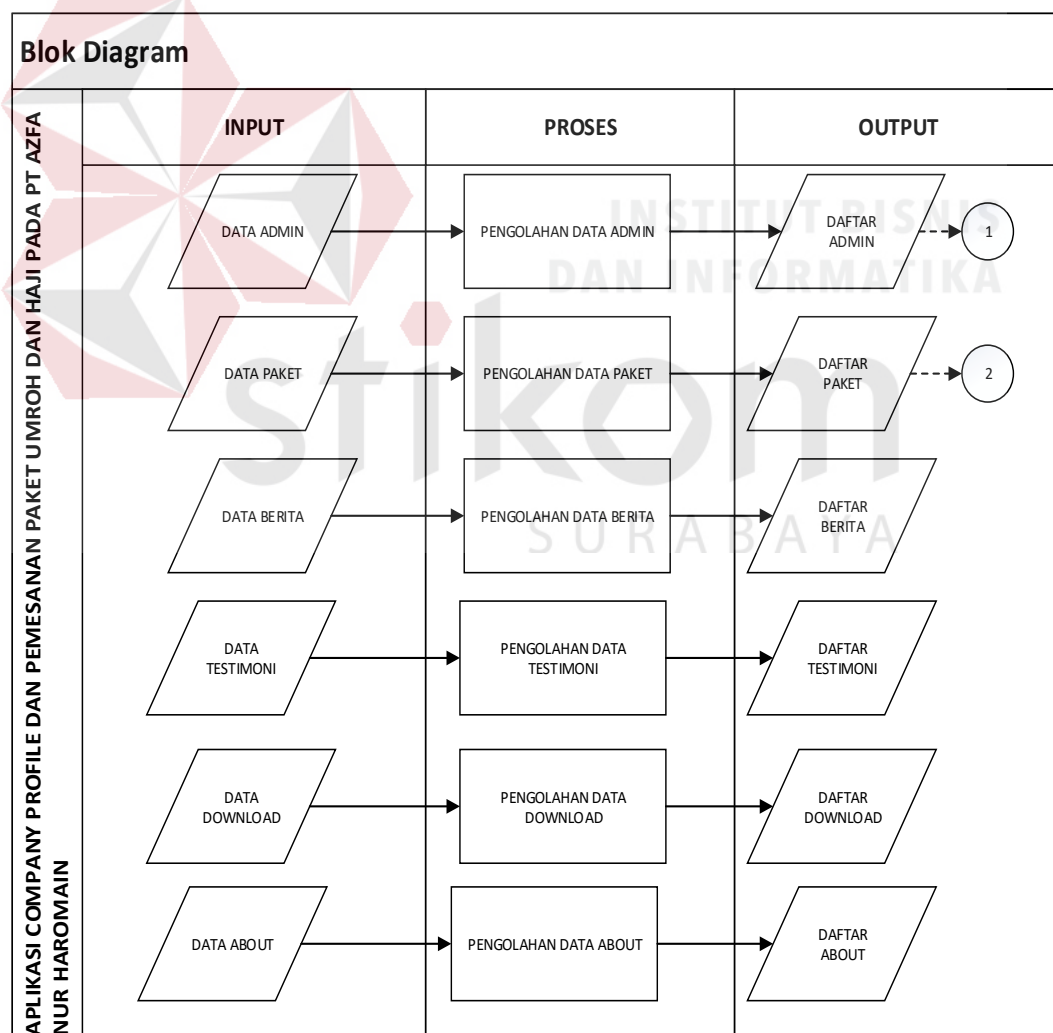 Blok Diagram
APLIKASI COMPANY PROFILE DAN PEMESANAN PAKET UMROH DAN HAJI PADA PT AZFA
NUR HAROMAIN
INPUT
PROSES
OUTPUT
DATA ADMIN
PENGOLAHAN DATA ADMIN
DAFTAR
ADMIN
1
DATA PAKET
PENGOLAHAN DATA PAKET
DAFTAR
PAKET
2
DATA BERITA
PENGOLAHAN DATA BERITA
DAFTAR
BERITA
DATA
TESTIMONI
PENGOLAHAN DATA
TESTIMONI
DAFTAR
TESTIMONI
DATA
DOWNLOAD
PENGOLAHAN DATA
DOWNLOAD
DAFTAR
DOWNLOAD
DATA ABOUT
PENGOLAHAN DATA ABOUT
DAFTAR
ABOUT
INSTITUT BISNIS
DAN INFORMATIKA
stikom
SURABAYA